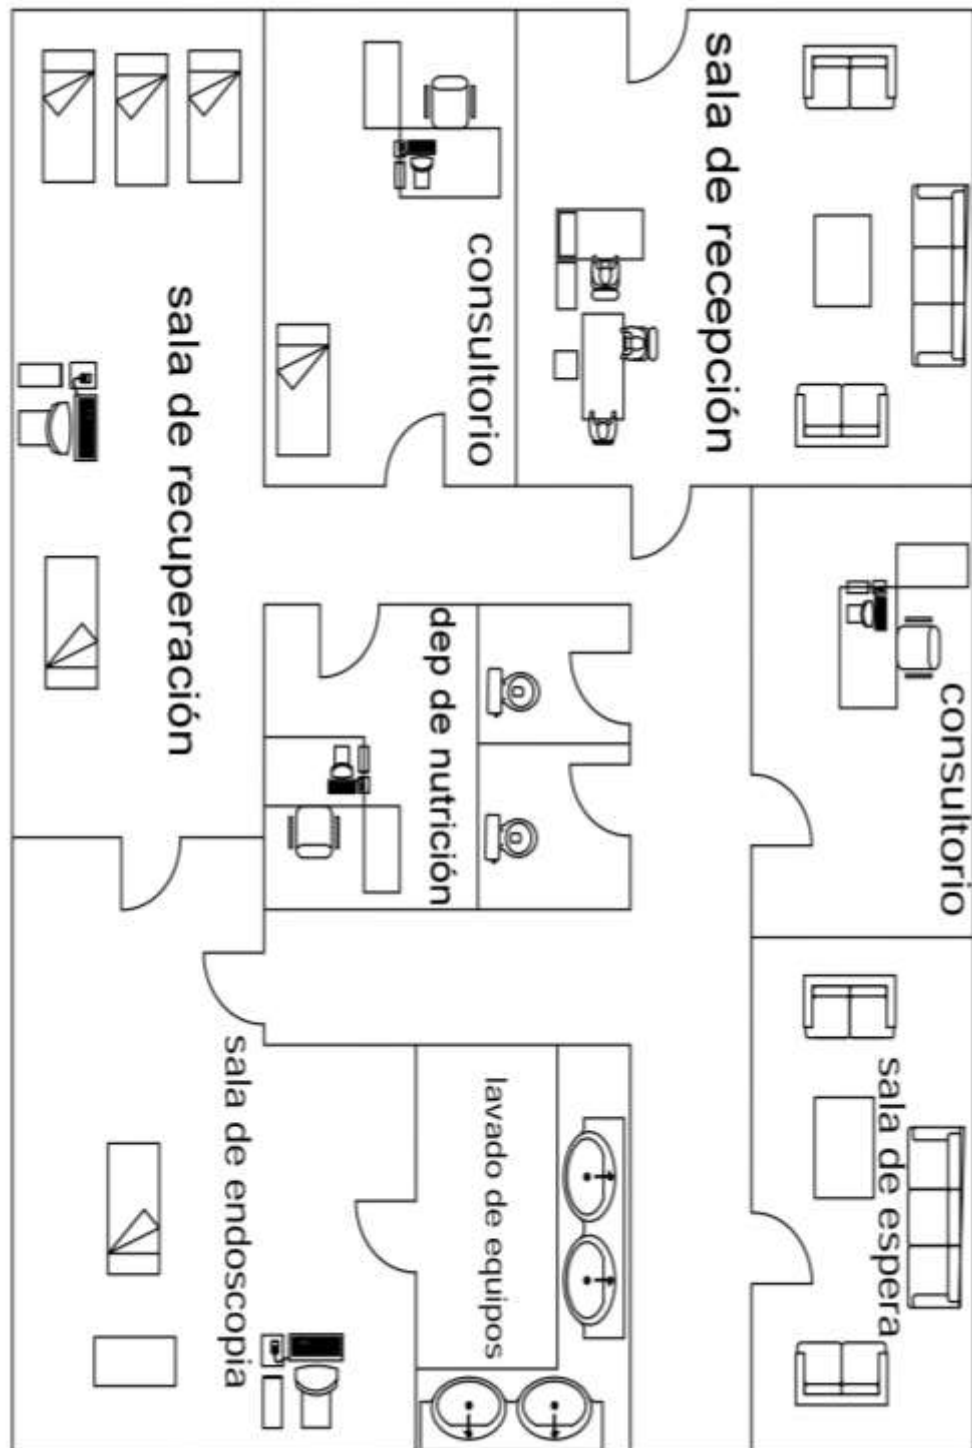 sala de recepción
consultorio
sala de recuperación
consultorio
dep de nutrición
sala de espera
lavado de equipos
sala de endoscopia